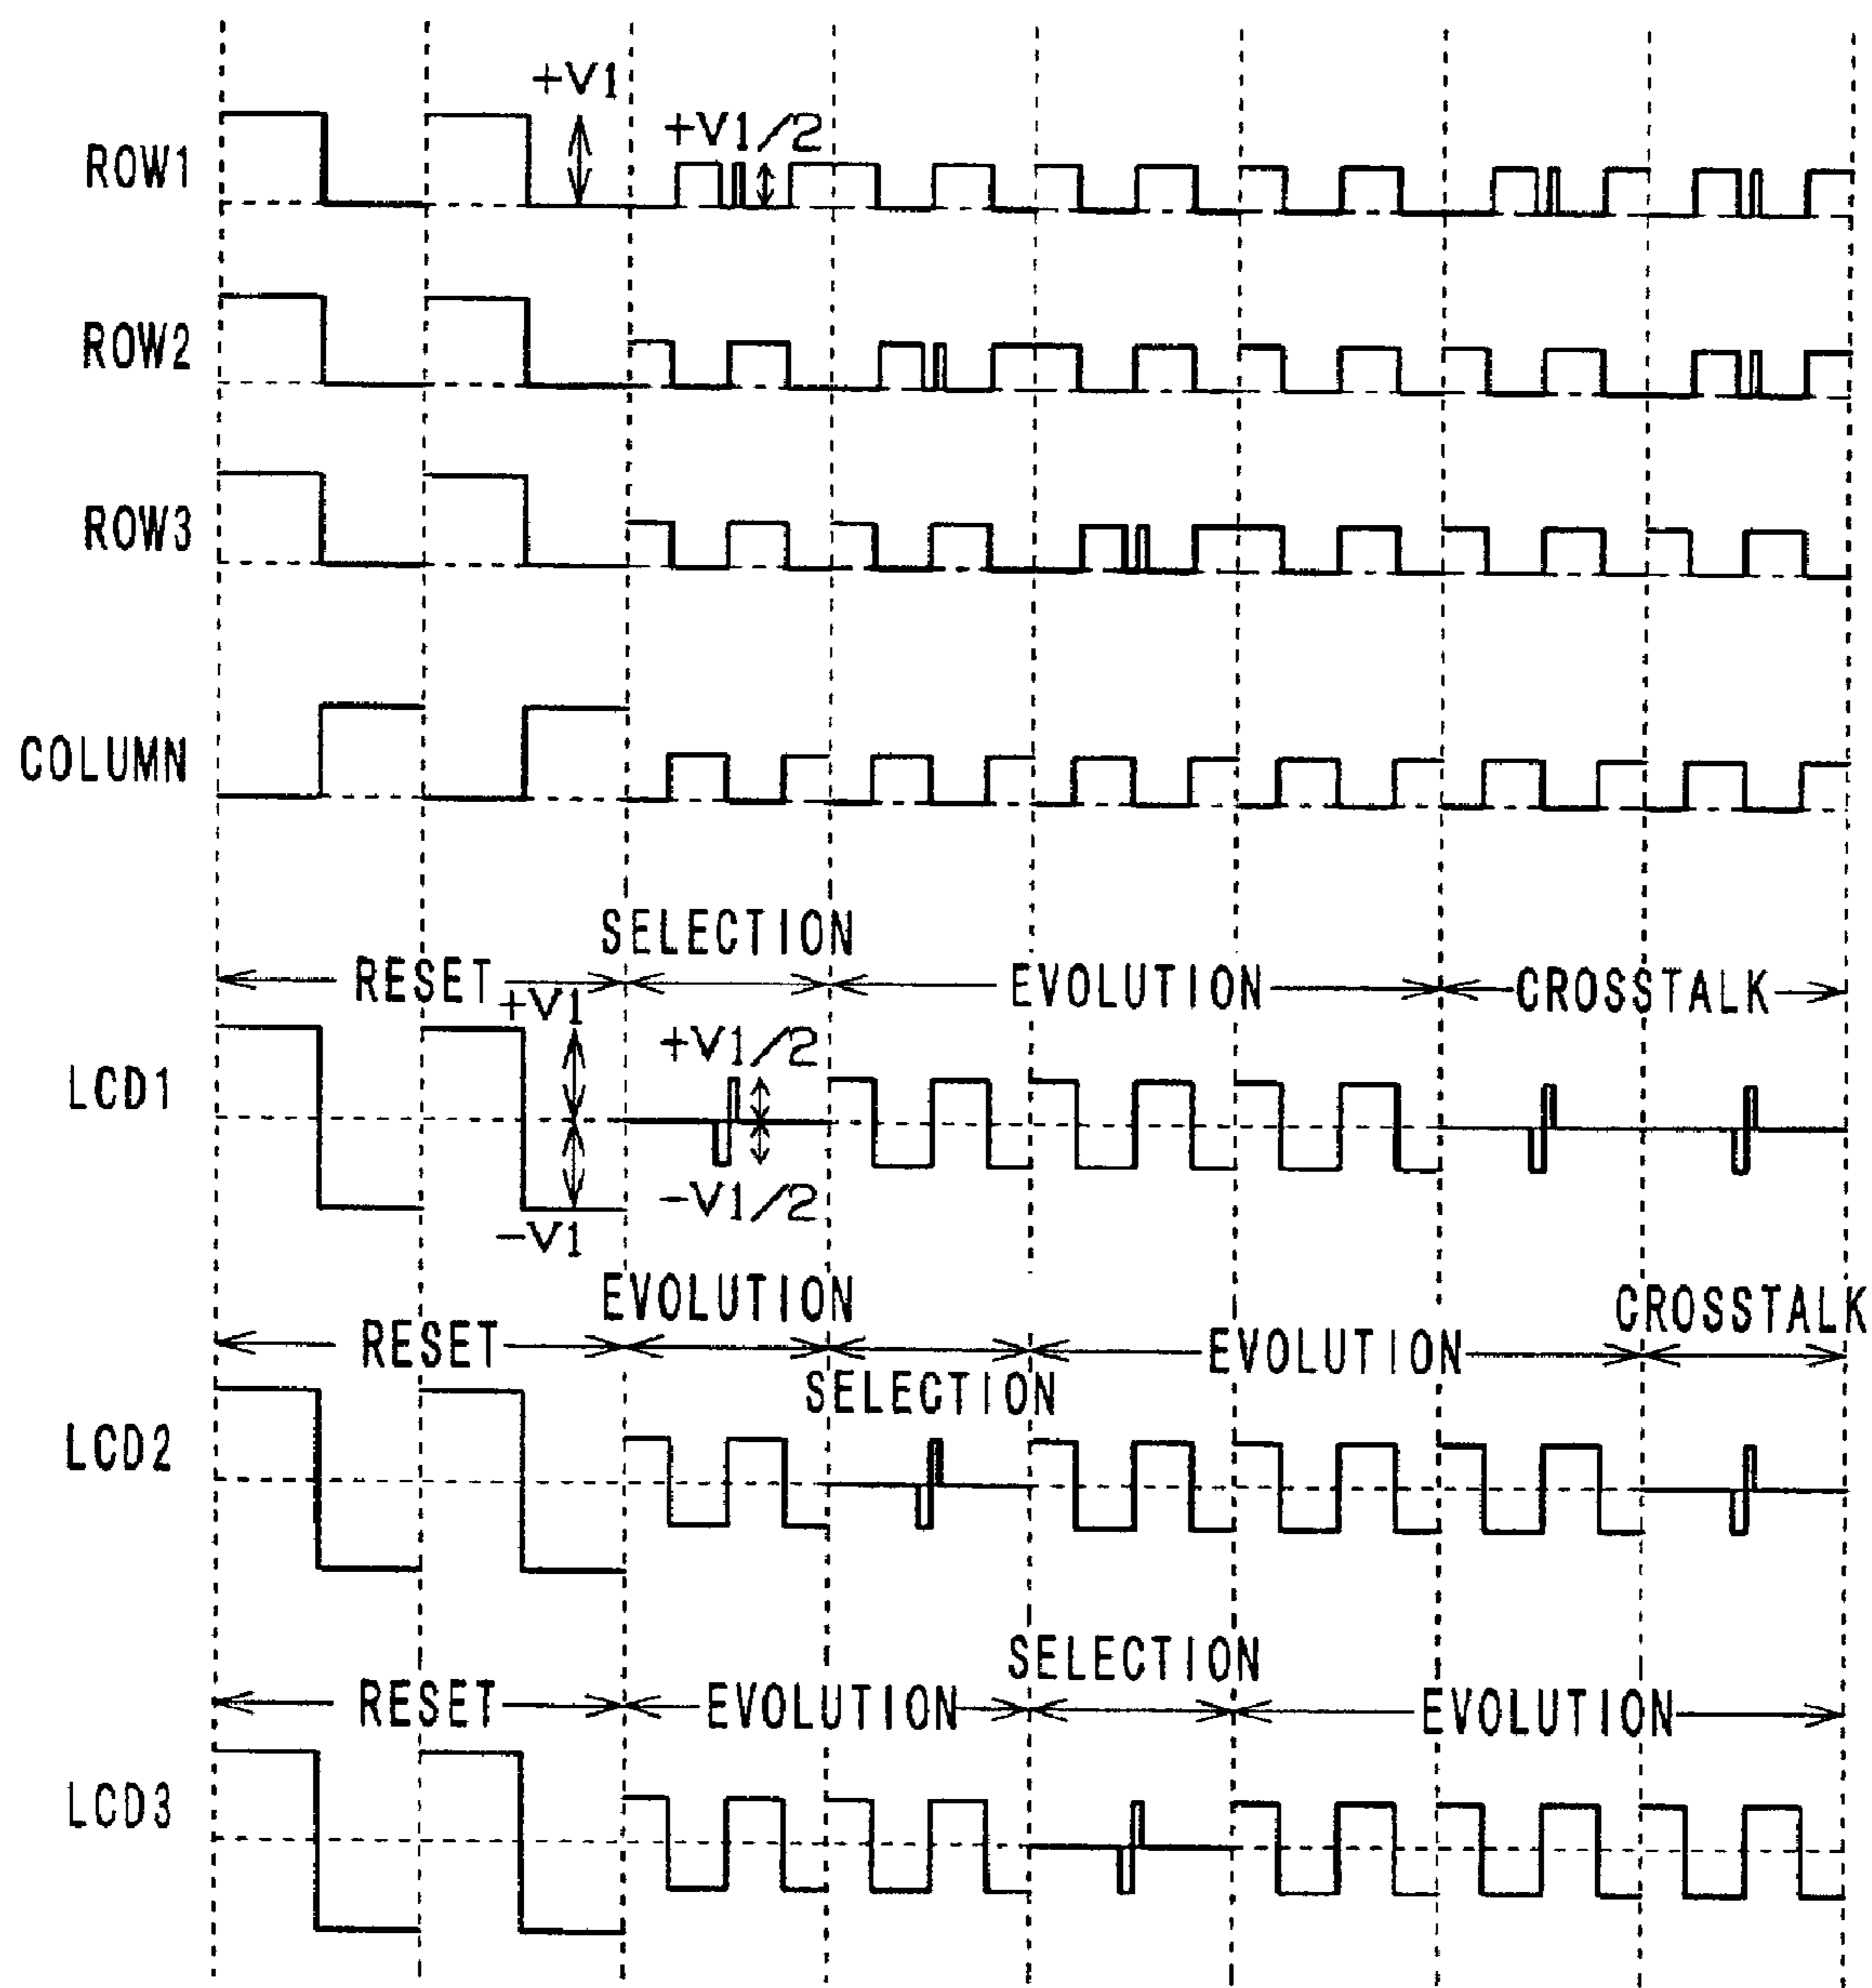 +V1
+V1/2
ROW1
ROW2
ROW3
COLUMN
SELECTION
RESET
EVOLUTION
CROSSTALK
+V1
+V1/2
LCD1
-V1/2
-V1
EVOLUTION
CROSSTALK
RESET
EVOLUTION
SELECTION
LCD2
SELECTION
RESET
EVOLUTION
EVOLUTION
LCD3